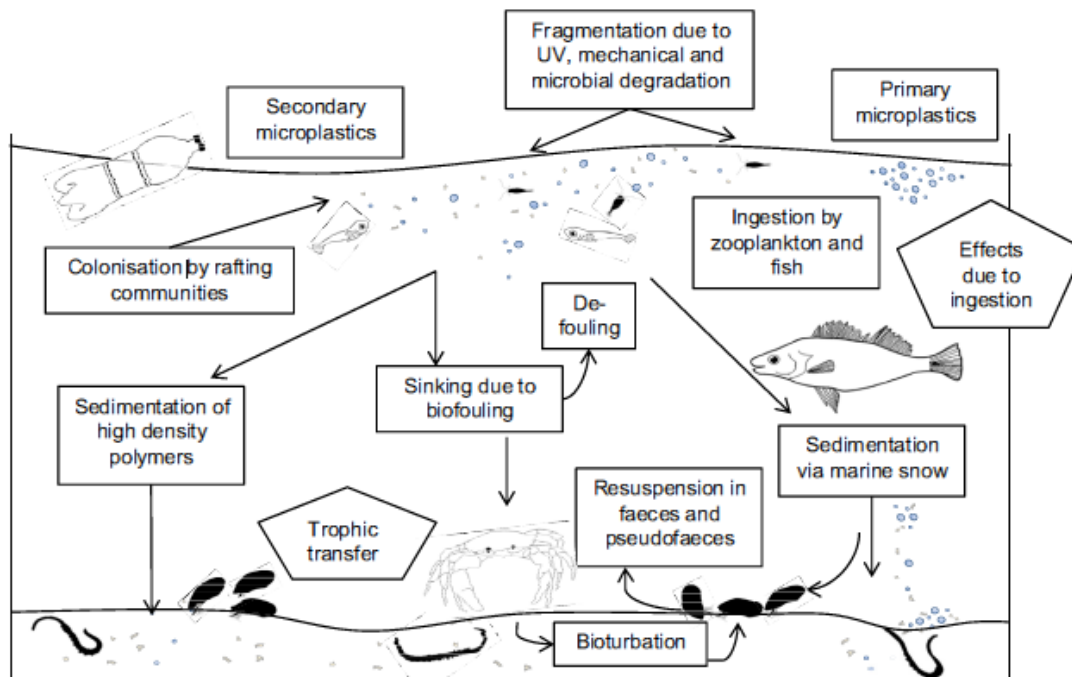 Fragmentation due to
UV, mechanical and
microbial degradation
Secondary
microplastics
Primary
microplastics
Colonisation by rafting
communities
Ingestion by
zooplankton and
fish
Effects
due to
ingestion
De-
fouling
Sinking due to
biofouling
Sedimentation of
high density
polymers
Sedimentation
via marine snow
Resuspension in
faeces and
pseudofaeces
Trophic
transfer
Bioturbation